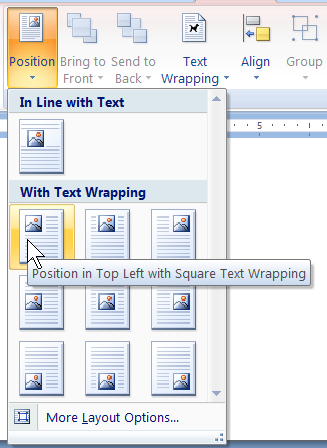 Position Bring to Send to Text Align Group
Front Back Wrapping
In Line with Text
5
With Text Wrapping
Position in Top Left with Square Text Wrapping
More Layout Options...